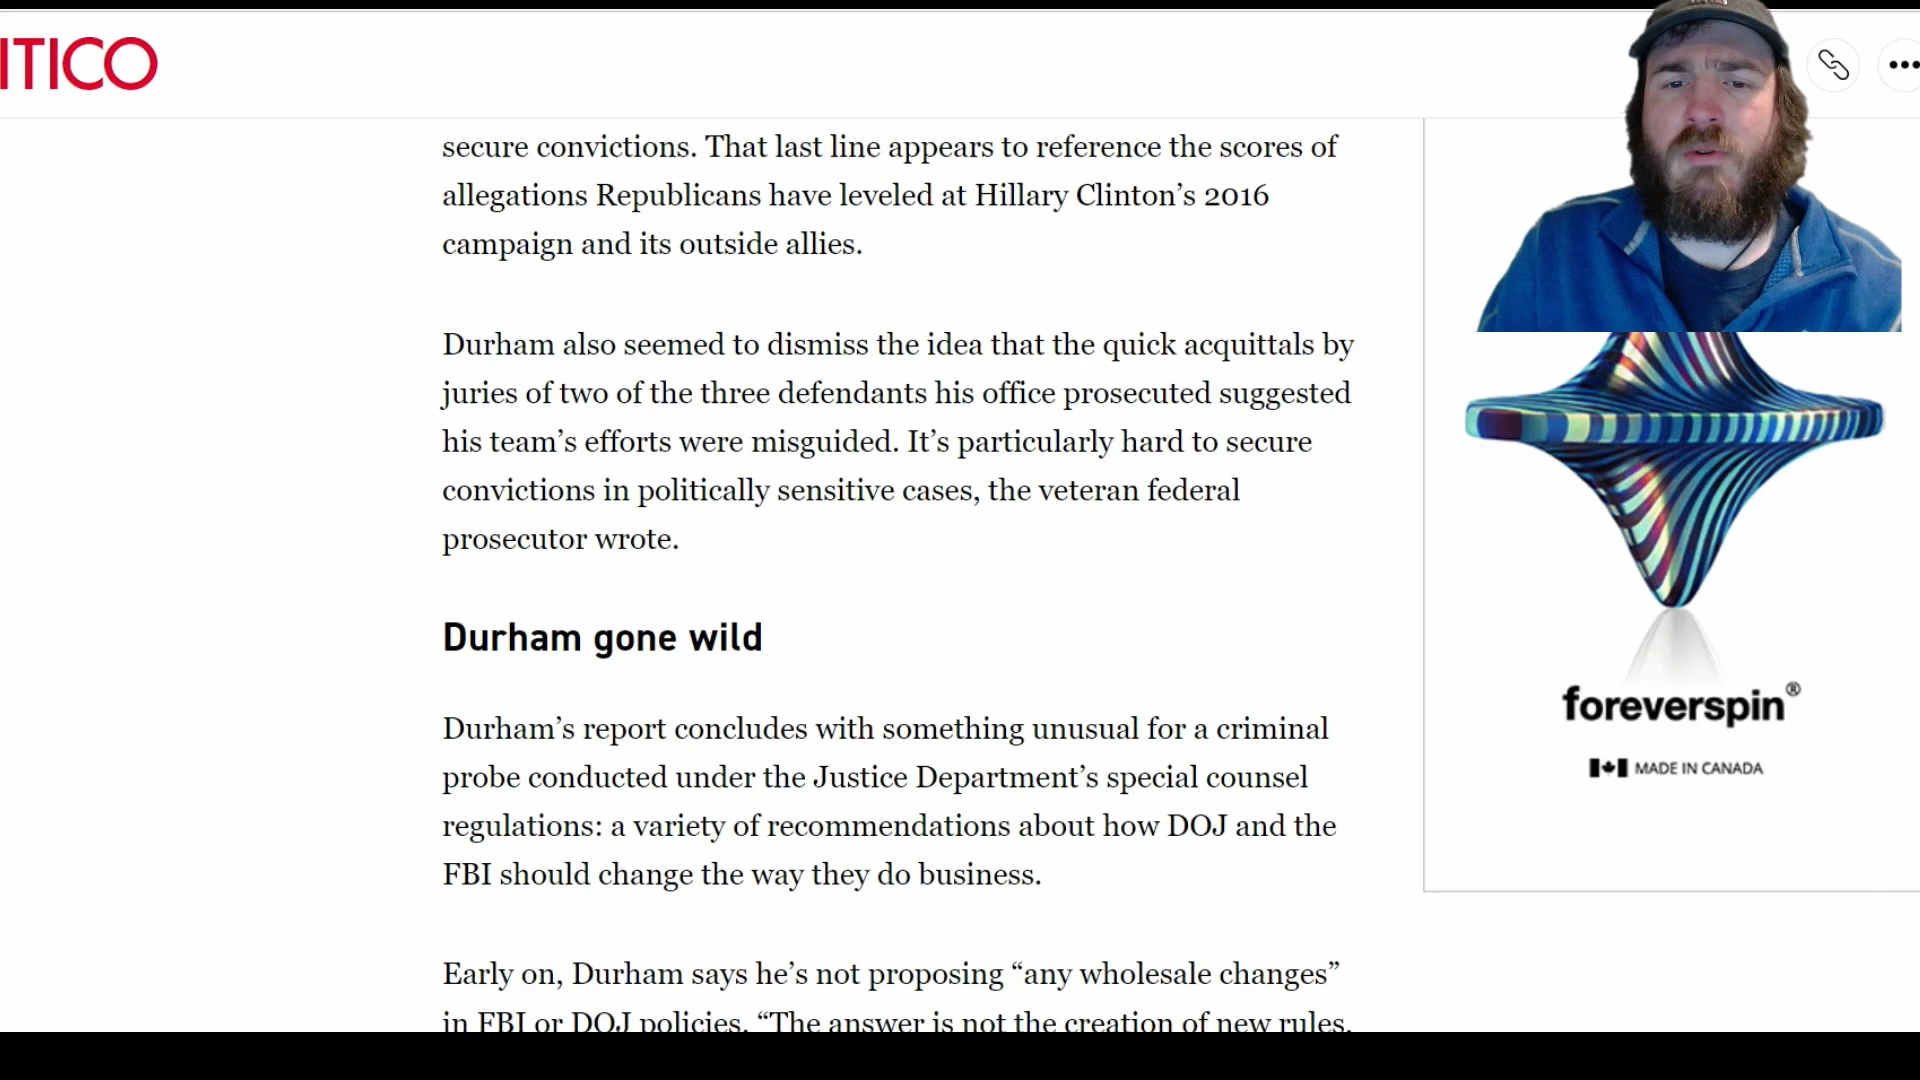 ITICO
secure convictions. That last line appears to reference the scores of
allegations Republicans have leveled at Hillary Clinton’s 2016
campaign and its outside allies.
Durham also seemed to dismiss the idea that the quick acquittals by
juries of two of the three defendants his office prosecuted suggested
his team’s efforts were misguided. It’s particularly hard to secure
convictions in politically sensitive cases, the veteran federal
prosecutor wrote.
Durham gone wild
Durham’s report concludes with something unusual for a criminal
probe conducted under the Justice Department’s special counsel
regulations: a variety of recommendations about how DOJ and the
FBI should change the way they do business.
Early on, Durham says he’s not proposing “any wholesale changes”
in FBI or DOJ policies. “The answer is not the creation of new rules,
foreverspin®
MADE IN CANADA